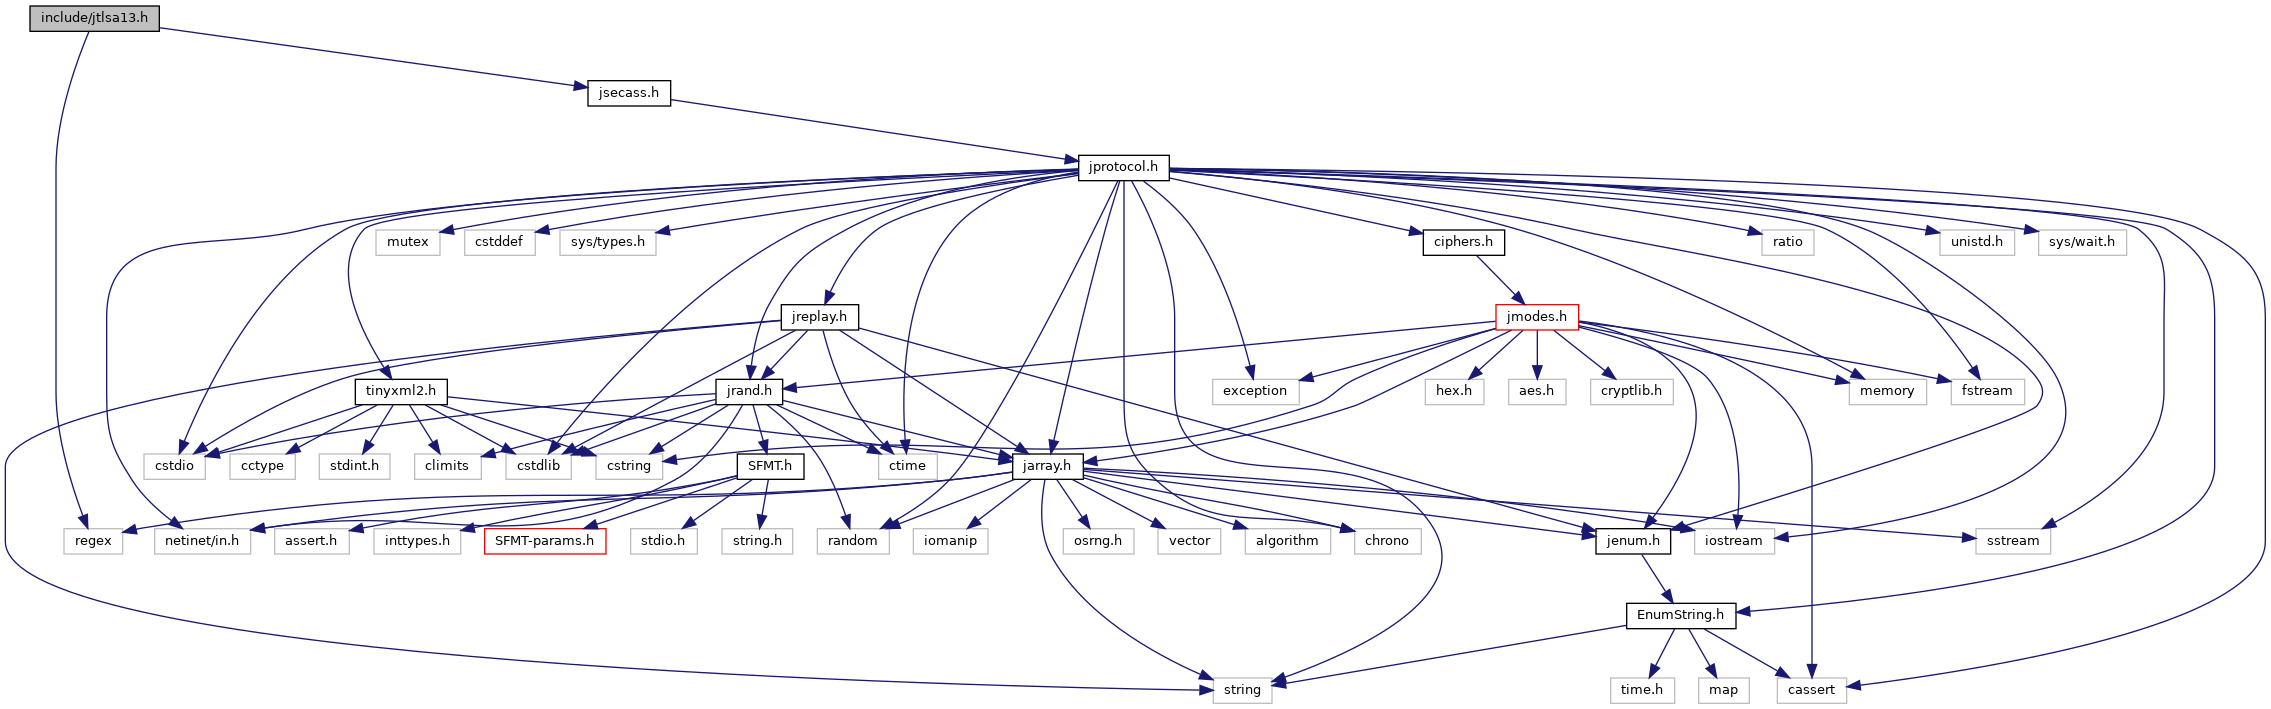 include/jtlsa13.h
jsecass.h
jprotocol.h
mutex
cstddef
sys/types.h
ciphers.h
ratio
unistd.h
sys/wait.h
jreplay.h
jmodes.h
tinyxml2.h
jrand.h
exception
hex.h
aes.h
cryptlib.h
memory
fstream
cstdio
cctype
stdint.h
climits
cstdlib
cstring
SFMT.h
ctime
jarray.h
regex
netinet/in.h
assert.h
inttypes.h
SFMT-params.h
stdio.h
string.h
random
iomanip
osrng.h
vector
algorithm
chrono
jenum.h
iostream
sstream
EnumString.h
string
time.h
map
cassert